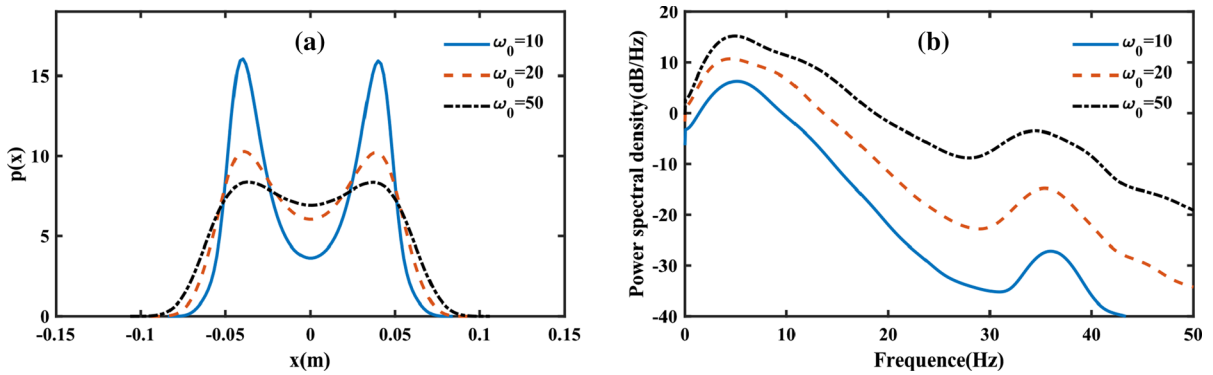 (a)
ω0=10
ω0=20
ω0=50
p(x)
15
10
5
0
-0.15 -0.1 -0.05 0 0.05 0.1 0.15
x(m)
(b)
ω0=10
ω0=20
ω0=50
Power spectral density(dB/Hz)
20
10
0
-10
-20
-30
-40
0 10 20 30 40 50
Frequence(Hz)